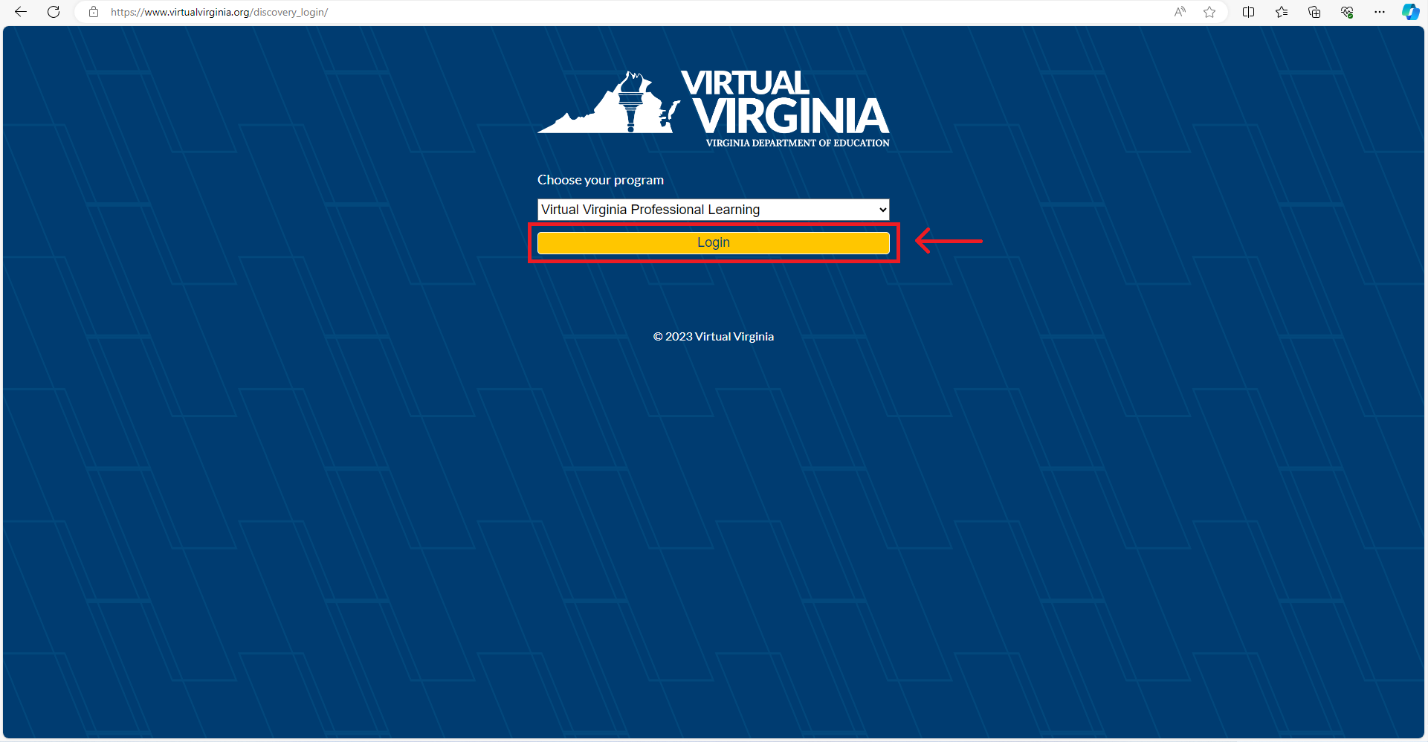 https://www.virtualvirginia.org/discovery_login/
VIRTUAL
VIRGINIA
VIRGINIA DEPARTMENT OF EDUCATION
Choose your program
Virtual Virginia Professional Learning
Login
© 2023 Virtual Virginia